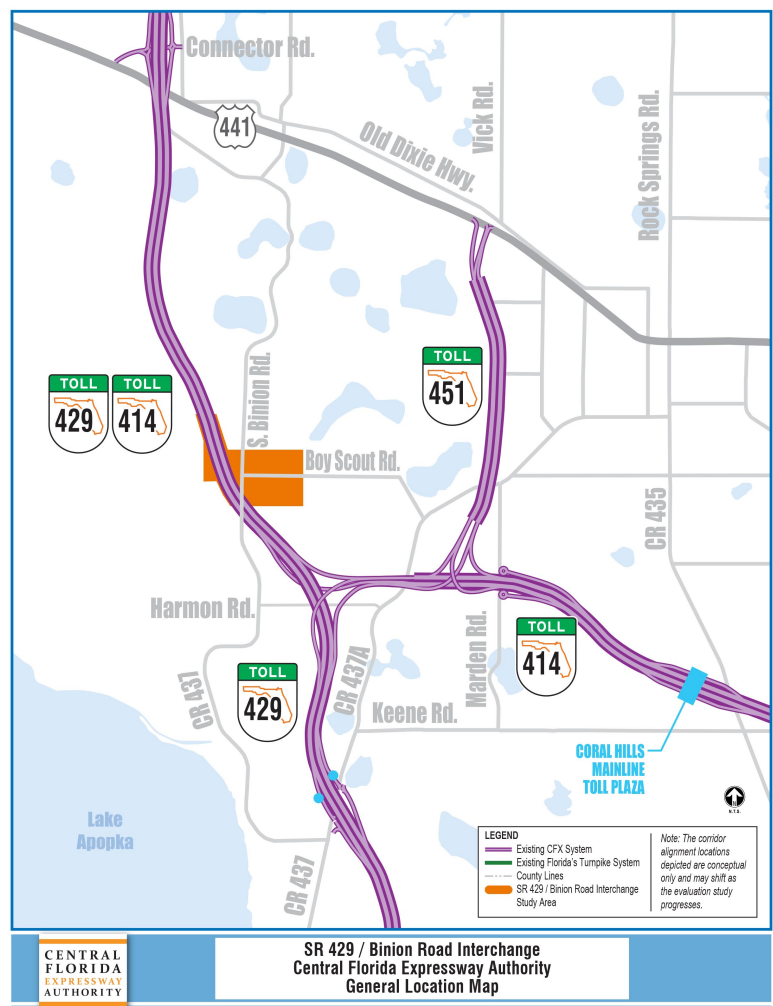 Connector Rd.
441
Old Dixie Hwy.
Vick Rd.
Rock Springs Rd.
TOLL
429
TOLL
414
S. Binion Rd.
TOLL
451
Boy Scout Rd.
CR 435
Harmon Rd.
CR 437
TOLL
429
CR 437A
Marden Rd.
TOLL
414
Keene Rd.
CORAL HILLS
MAINLINE
TOLL PLAZA
N
N.T.S.
Lake
Apopka
CR 437
LEGEND
Existing CFX System
Existing Florida's Turnpike System
County Lines
SR 429 / Binion Road Interchange
Study Area
Note: The corridor
alignment locations
depicted are conceptual
only and may shift as
the evaluation study
progresses.
CENTRAL
FLORIDA
EXPRESSWAY
AUTHORITY
SR 429 / Binion Road Interchange
Central Florida Expressway Authority
General Location Map